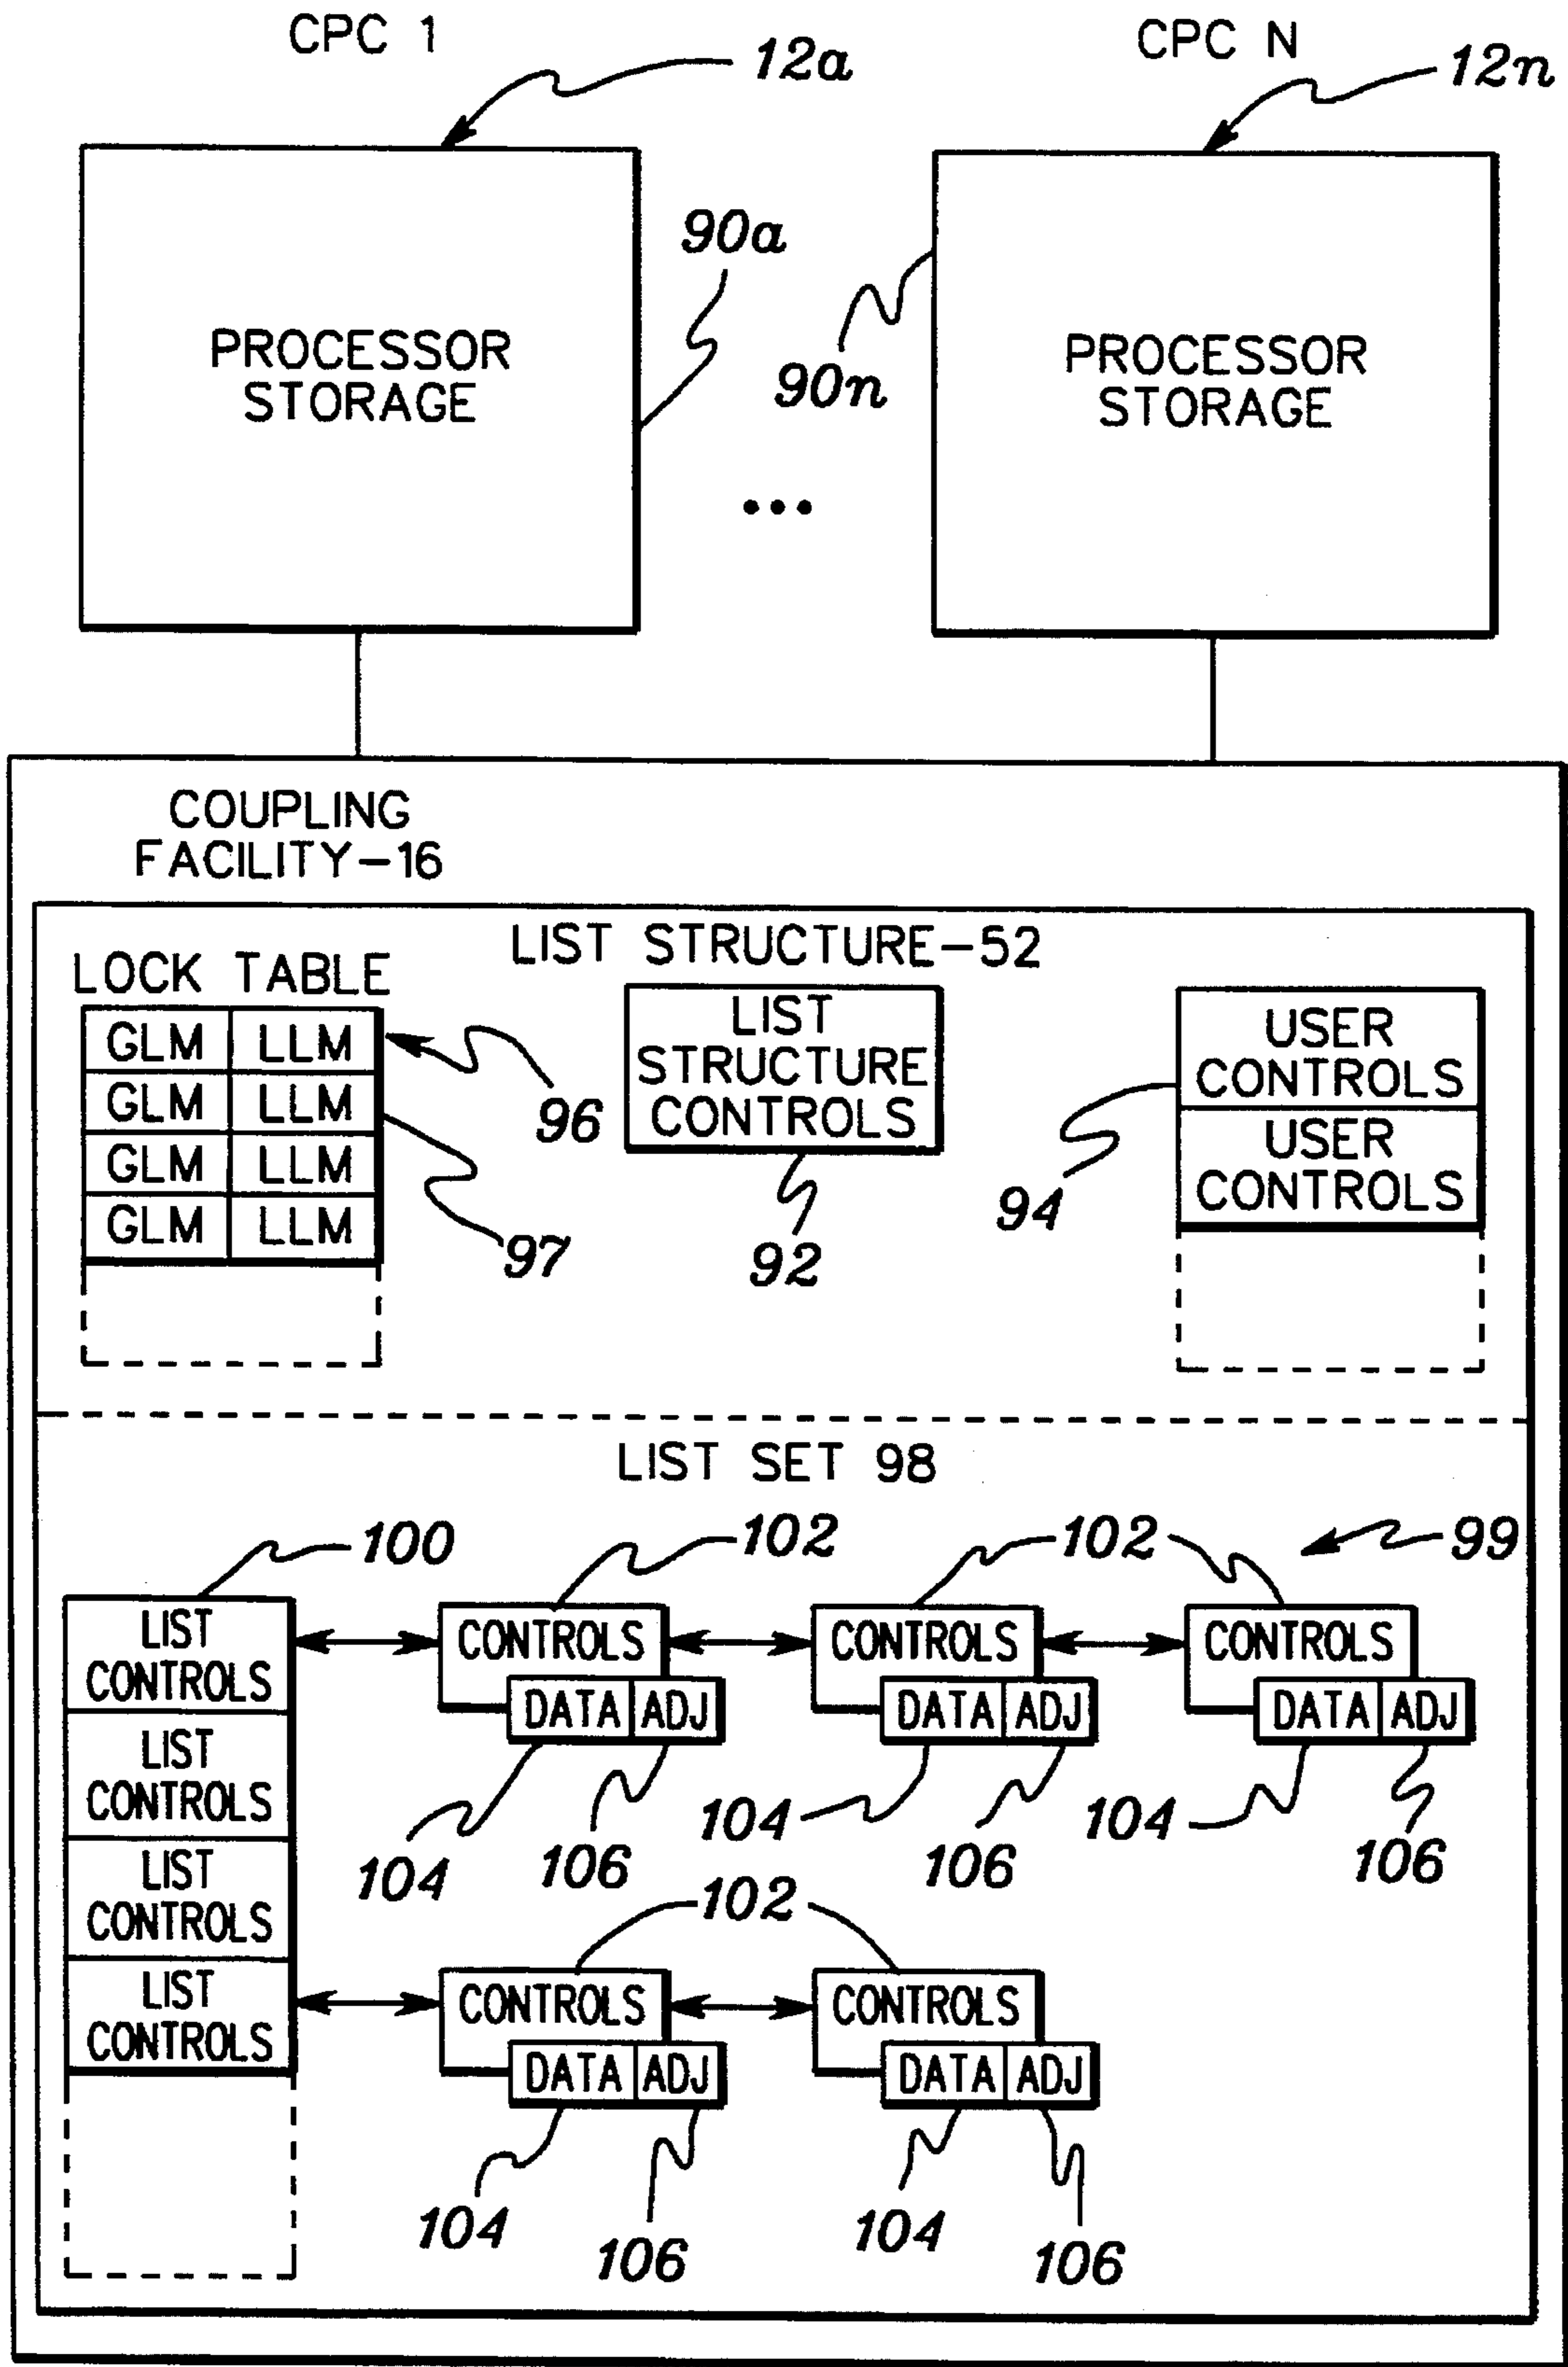 CPC 1
CPC N
12a
12n
90a
90n
PROCESSOR
STORAGE
PROCESSOR
STORAGE
...
COUPLING
FACILITY-16
LIST STRUCTURE-52
LOCK TABLE
GLM LLM
GLM LLM
GLM LLM
GLM LLM
96
97
LIST
STRUCTURE
CONTROLS
92
USER
CONTROLS
USER
CONTROLS
94
LIST SET 98
100
102
102
99
LIST
CONTROLS
LIST
CONTROLS
LIST
CONTROLS
LIST
CONTROLS
CONTROLS
DATA ADJ
CONTROLS
DATA ADJ
CONTROLS
DATA ADJ
104
106
104
106
104
106
102
CONTROLS
DATA ADJ
CONTROLS
DATA ADJ
104
106
104
106